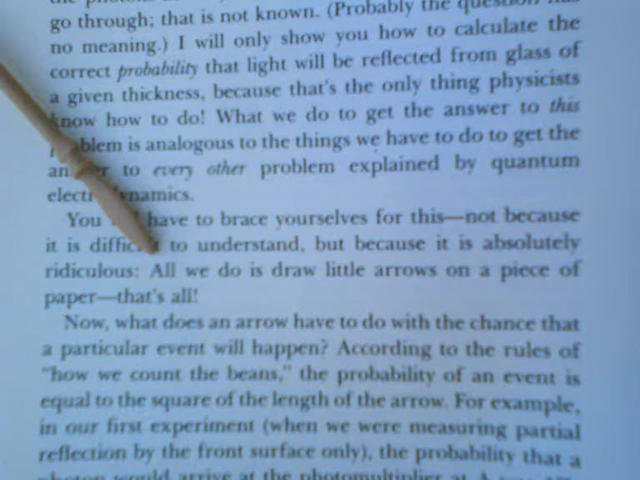 go through; that is not known. (Probably the question has
no meaning.) I will only show you how to calculate the
correct probability that light will be reflected from glass of
a given thickness, because that's the only thing physicists
know how to do! What we do to get the answer to this
problem is analogous to the things we have to do to get the
to every other problem explained by quantum
electrodynamics.
You have to brace yourselves for this—not because
it is difficult to understand, but because it is absolutely
ridiculous: All we do is draw little arrows on a piece of
paper—that's all!
Now, what does an arrow have to do with the chance that
a particular event will happen? According to the rules of
"how we count the beans," the probability of an event is
equal to the square of the length of the arrow. For example,
in our first experiment (when we were measuring partial
reflection by the front surface only), the probability that a
photon would arrive at the photomultiplier at A was